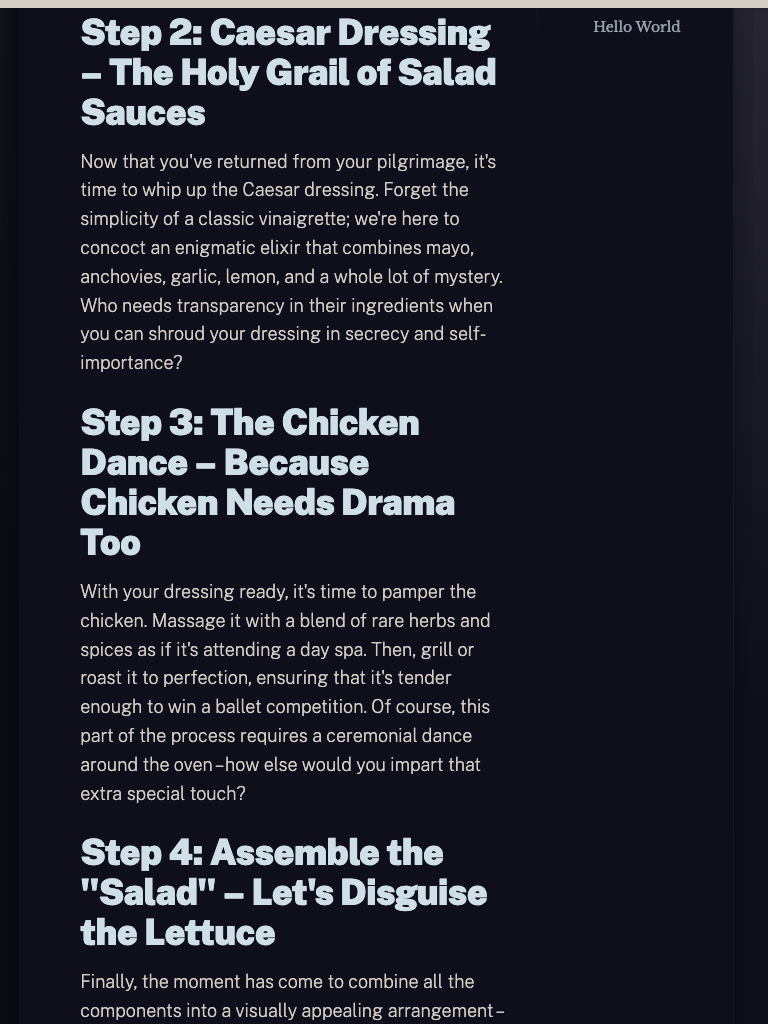 Step 2: Caesar Dressing
– The Holy Grail of Salad
Sauces
Now that you've returned from your pilgrimage, it's
time to whip up the Caesar dressing. Forget the
simplicity of a classic vinaigrette; we're here to
concoct an enigmatic elixir that combines mayo,
anchovies, garlic, lemon, and a whole lot of mystery.
Who needs transparency in their ingredients when
you can shroud your dressing in secrecy and self-
importance?
Step 3: The Chicken
Dance – Because
Chicken Needs Drama
Too
With your dressing ready, it's time to pamper the
chicken. Massage it with a blend of rare herbs and
spices as if it's attending a day spa. Then, grill or
roast it to perfection, ensuring that it's tender
enough to win a ballet competition. Of course, this
part of the process requires a ceremonial dance
around the oven–how else would you impart that
extra special touch?
Step 4: Assemble the
"Salad" – Let's Disguise
the Lettuce
Finally, the moment has come to combine all the
components into a visually appealing arrangement–
Hello World